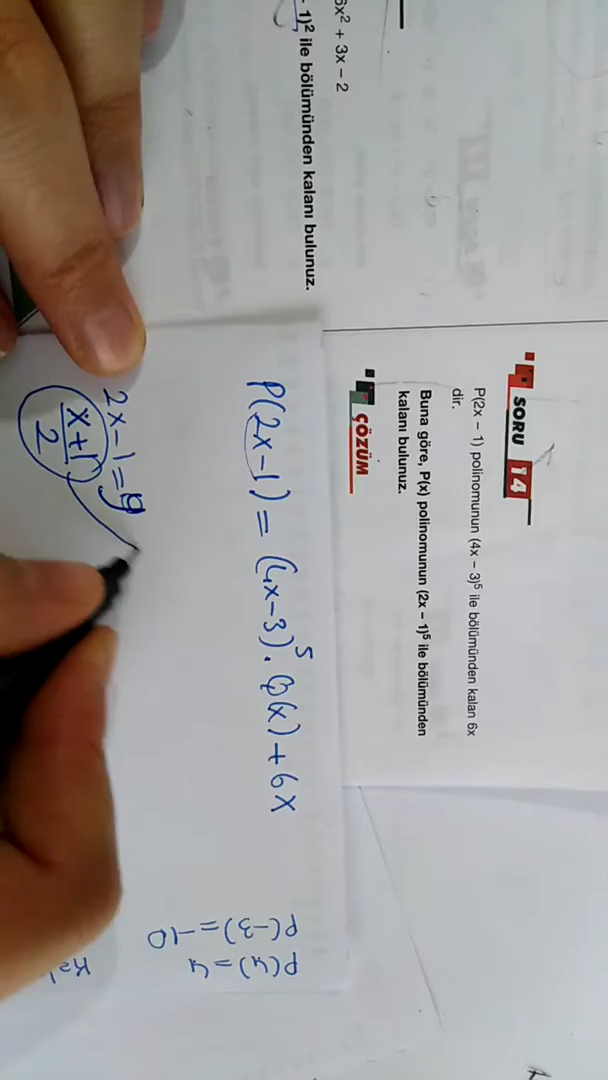 6x² + 3x – 2
- 1)² ile bölümünden kalanı bulunuz.
SORU 14
P(2x – 1) polinomunun (4x – 3)⁵ ile bölümünden kalan 6x
dir.
Buna göre, P(x) polinomunun (2x – 1)⁵ ile bölümünden
kalanı bulunuz.
ÇÖZÜM
P(2x-1) = (4x-3)⁵ . B(x) + 6x
2x-1=y
x+1
2
P(-3)=-10
P(4)=4
Kal